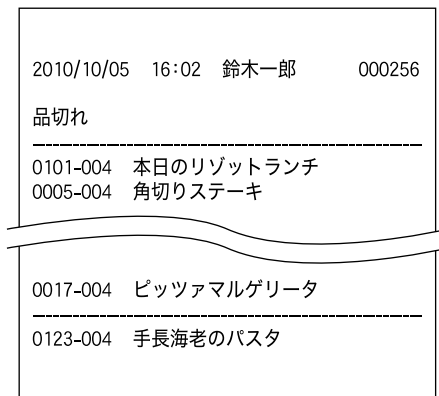 2010/10/05 16:02 鈴木一郎 000256
品切れ
0101-004 本日のリゾットランチ
0005-004 角切りステーキ
0017-004 ピッツァマルゲリータ
0123-004 手長海老のパスタ